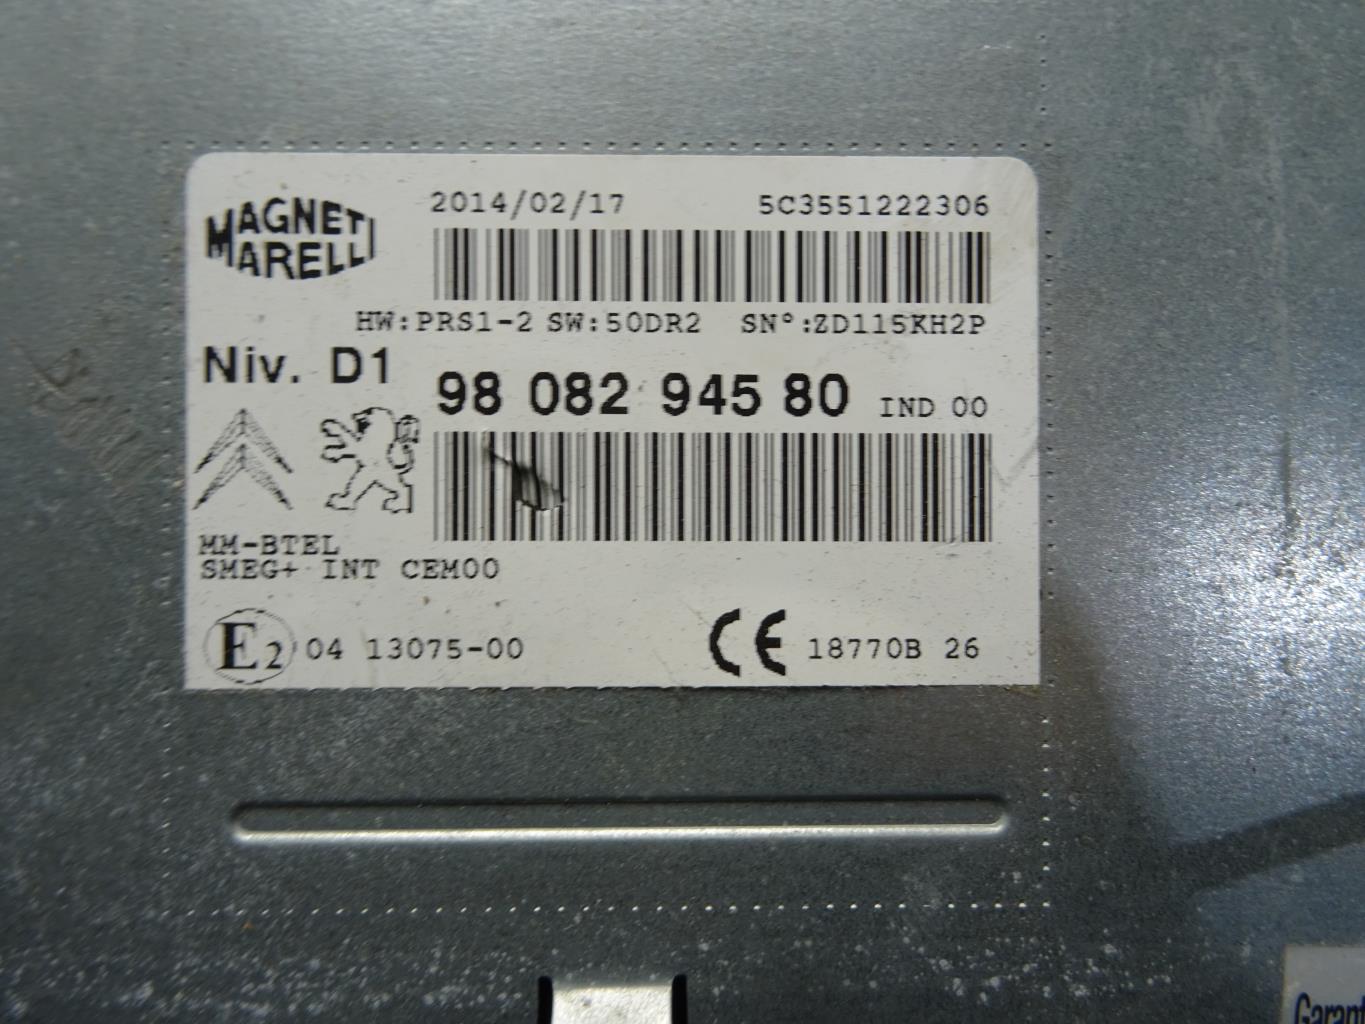 MAGNETI
MARELLI
2014/02/17 5C3551222306
HW:PRS1-2 SW:50DR2 SN°:ZD115KH2P
Niv. D1
98 082 945 80 IND 00
MM-BTEL
SMEG+ INT CEM00
E2 04 13075-00 CE 18770B 26